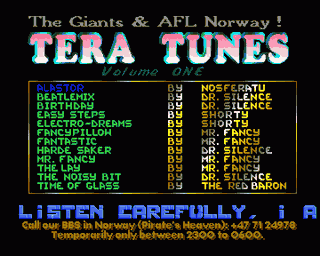 The Giants & AFL Norway !
TERA TUNES
Volume ONE
ALASTOR BY NOSFERATU
BEATLEMIX BY DR. SILENCE
BIRTHDAY BY DR. SILENCE
EASY STEPS BY SHORTY
ELECTRO-DREAMS BY SHORTY
FANCYPILLOW BY MR. FANCY
FANTASTIC BY MR. FANCY
HARDE SAKER BY DR. SILENCE
MR. FANCY BY MR. FANCY
THE LAY BY MR. FANCY
THE NOISY BIT BY DR. SILENCE
TIME OF GLASS BY THE RED BARON
LISTEN CAREFULLY, I A
Call our BBS in Norway (Pirate's Heaven): +47 71 24978
Temporarily only between 2300 to 0600.